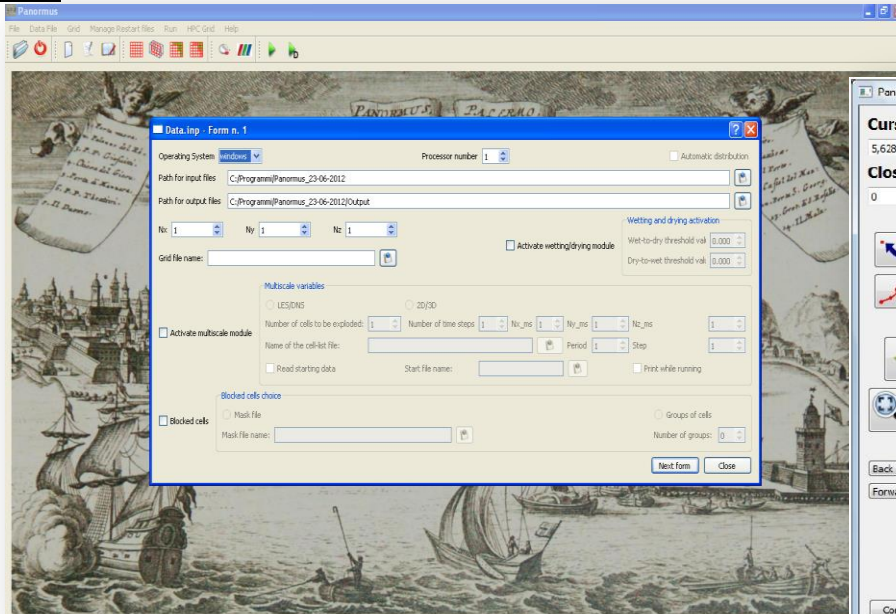 Panormus
File Data File Grid Manage Restart files Run HPC Grid Help
PANORMUS, PALERMO
Data.inp - Form n. 1
Operating System windows Processor number 1 Automatic distribution
Path for input files C:/Programmi/Panormus_23-06-2012
Path for output files C:/Programmi/Panormus_23-06-2012/Output
Nx 1 Ny 1 Nz 1
Activate wetting/drying module
Wetting and drying activation
Wet-to-dry threshold val 0.000
Dry-to-wet threshold val 0.000
Grid file name:
Multiscale variables
LES/DNS 2D/3D
Activate multiscale module
Number of cells to be exploded: 1 Number of time steps 1 Nx_ms 1 Ny_ms 1 Nz_ms 1
Name of the cell-list file: Period 1 Step 1
Read starting data Start file name: Print while running
Blocked cells choice
Blocked cells
Mask file Groups of cells
Mask file name: Number of groups: 0
Next form Close
Pan
Curs
5,628
Clos
0
Back
Forwa
Co